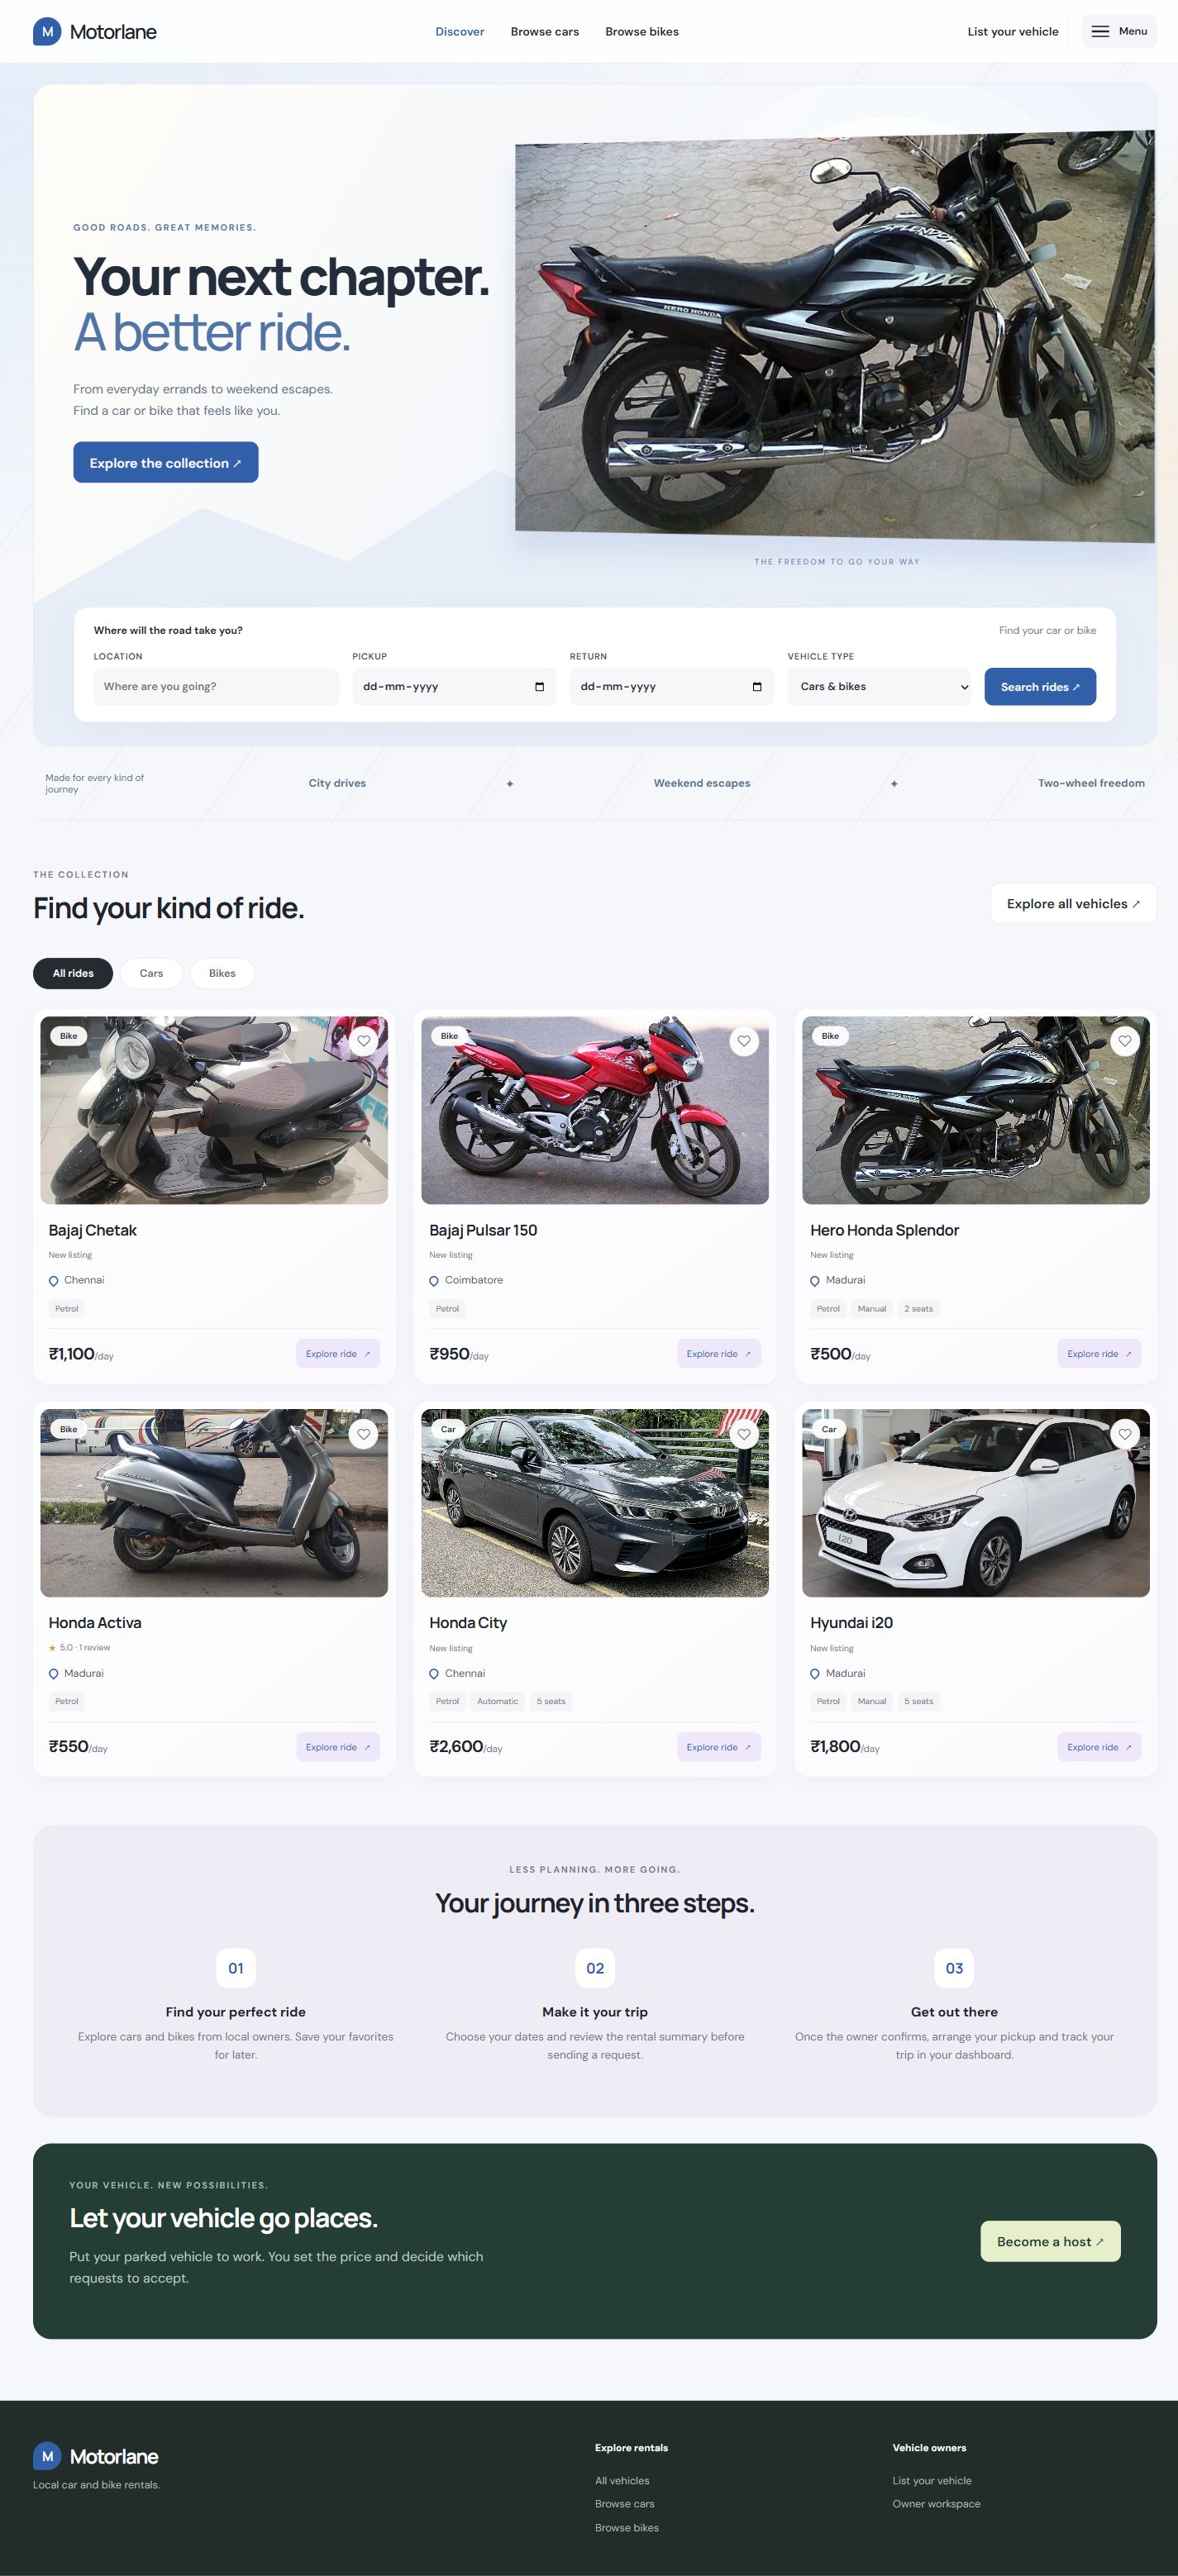 M Motorlane
Discover Browse cars Browse bikes
List your vehicle
Menu
GOOD ROADS. GREAT MEMORIES.
Your next chapter.
A better ride.
From everyday errands to weekend escapes.
Find a car or bike that feels like you.
Explore the collection ↗
SPLENDOR
NXG
HERO HONDA
THE FREEDOM TO GO YOUR WAY
Where will the road take you?
Find your car or bike
LOCATION PICKUP RETURN VEHICLE TYPE
Where are you going? dd-mm-yyyy dd-mm-yyyy Cars & bikes Search rides ↗
Made for every kind of
journey
City drives ✦ Weekend escapes ✦ Two-wheel freedom
THE COLLECTION
Find your kind of ride.
Explore all vehicles ↗
All rides Cars Bikes
Bike
Bajaj Chetak
New listing
Chennai
Petrol
₹1,100/day
Explore ride ↗
Bike
Bajaj Pulsar 150
New listing
Coimbatore
Petrol
₹950/day
Explore ride ↗
Bike
Hero Honda Splendor
New listing
Madurai
Petrol Manual 2 seats
₹500/day
Explore ride ↗
Bike
Honda Activa
★ 5.0 · 1 review
Madurai
Petrol
₹550/day
Explore ride ↗
Car
Honda City
New listing
Chennai
Petrol Automatic 5 seats
₹2,600/day
Explore ride ↗
Car
i20
Hyundai i20
New listing
Madurai
Petrol Manual 5 seats
₹1,800/day
Explore ride ↗
LESS PLANNING. MORE GOING.
Your journey in three steps.
01
Find your perfect ride
Explore cars and bikes from local owners. Save your favorites
for later.
02
Make it your trip
Choose your dates and review the rental summary before
sending a request.
03
Get out there
Once the owner confirms, arrange your pickup and track your
trip in your dashboard.
YOUR VEHICLE. NEW POSSIBILITIES.
Let your vehicle go places.
Put your parked vehicle to work. You set the price and decide which
requests to accept.
Become a host ↗
M Motorlane
Local car and bike rentals.
Explore rentals
All vehicles
Browse cars
Browse bikes
Vehicle owners
List your vehicle
Owner workspace